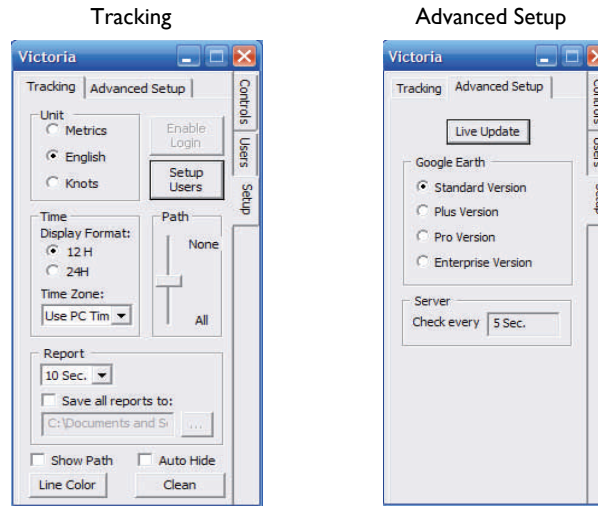 Tracking
Victoria
Tracking
Advanced Setup
Controls
Users
Setup
Unit
Metrics
English
Knots
Enable
Login
Setup
Users
Time
Display Format:
12 H
24H
Time Zone:
Use PC Tim
Path
None
All
Report
10 Sec.
Save all reports to:
C:\Documents and S
...
Show Path
Auto Hide
Line Color
Clean
Advanced Setup
Victoria
Tracking
Advanced Setup
Controls
Users
Setup
Live Update
Google Earth
Standard Version
Plus Version
Pro Version
Enterprise Version
Server
Check every
5 Sec.